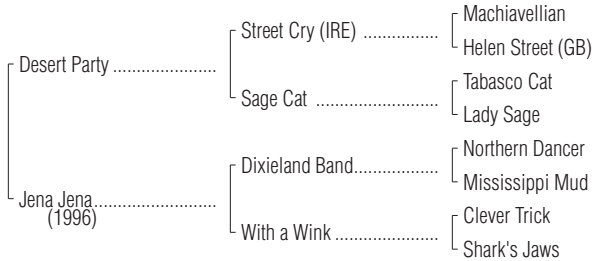 Machiavellian
Street Cry (IRE) ................
Helen Street (GB)
Desert Party ......................
Tabasco Cat
Sage Cat ..........................
Lady Sage
Northern Dancer
Dixieland Band..................
Mississippi Mud
Jena Jena..........................
(1996)
Clever Trick
With a Wink ......................
Shark's Jaws